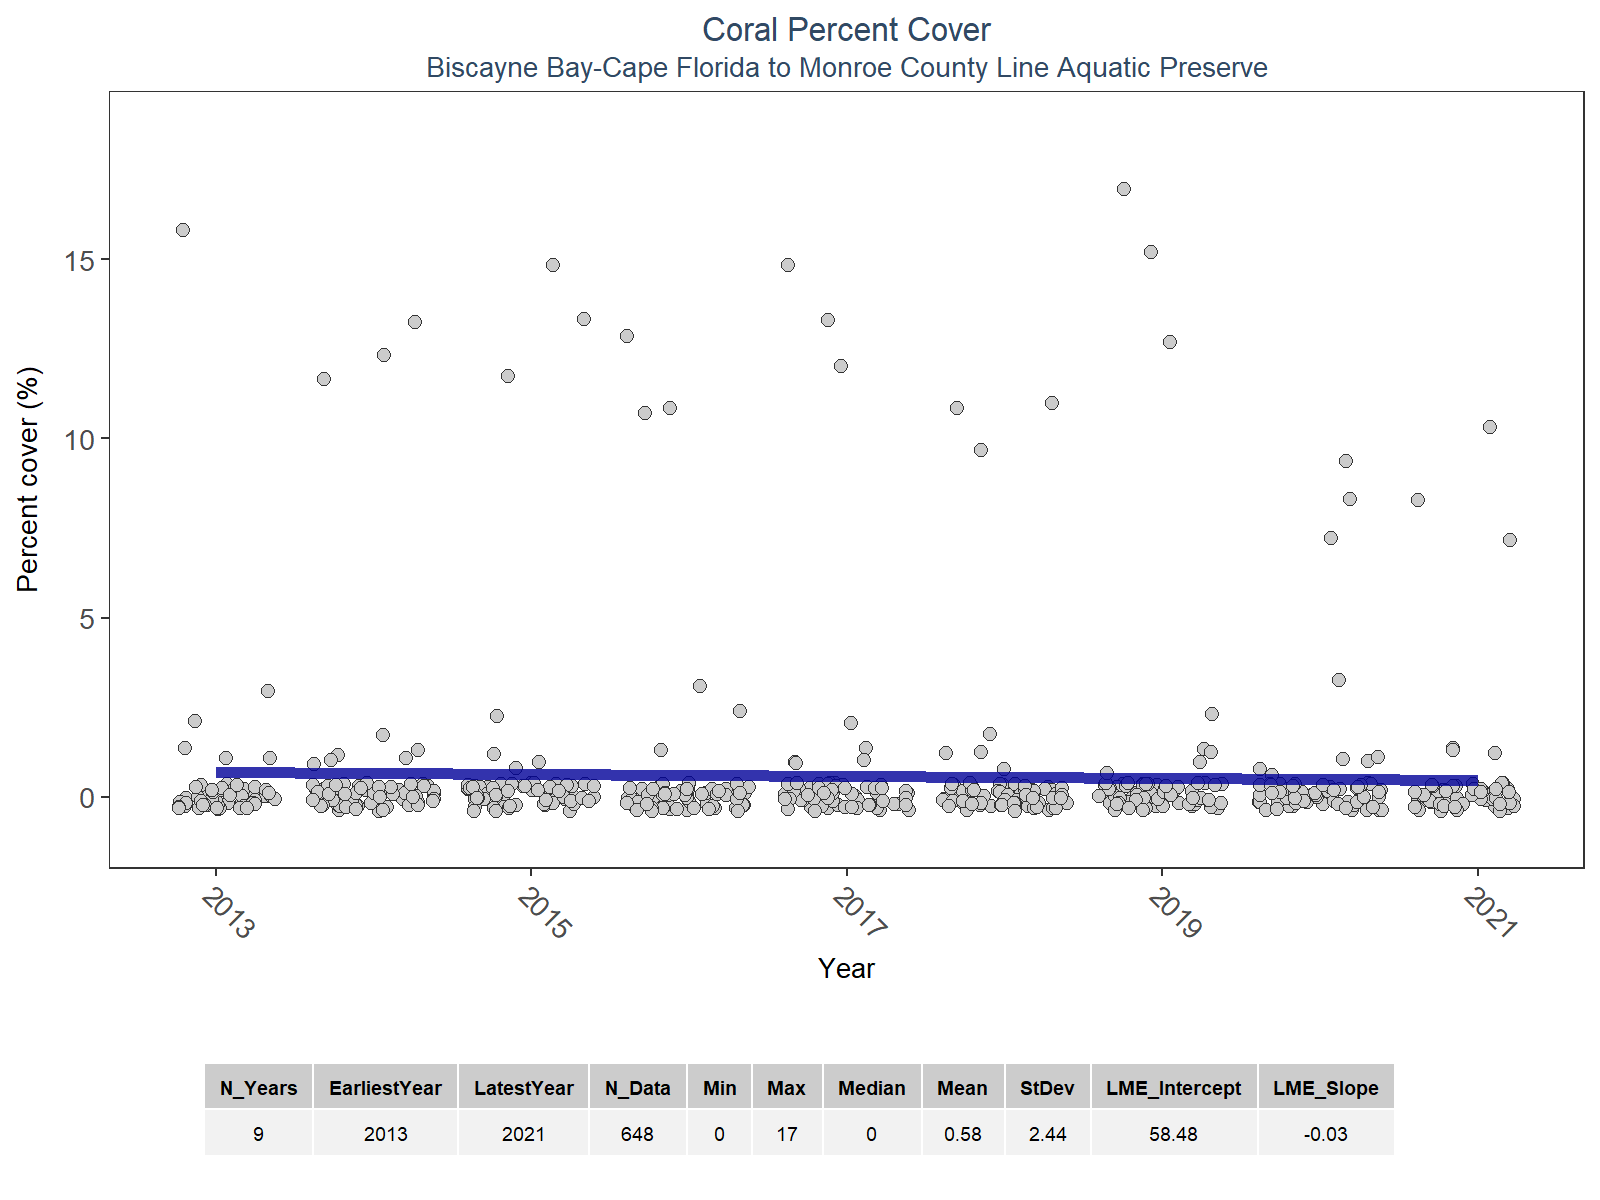 Coral Percent Cover
Biscayne Bay-Cape Florida to Monroe County Line Aquatic Preserve
Percent cover (%)
15
10
5
0
2013 2015 2017 2019 2021
Year
N_Years EarliestYear LatestYear N_Data Min Max Median Mean StDev LME_Intercept LME_Slope
9 2013 2021 648 0 17 0 0.58 2.44 58.48 -0.03